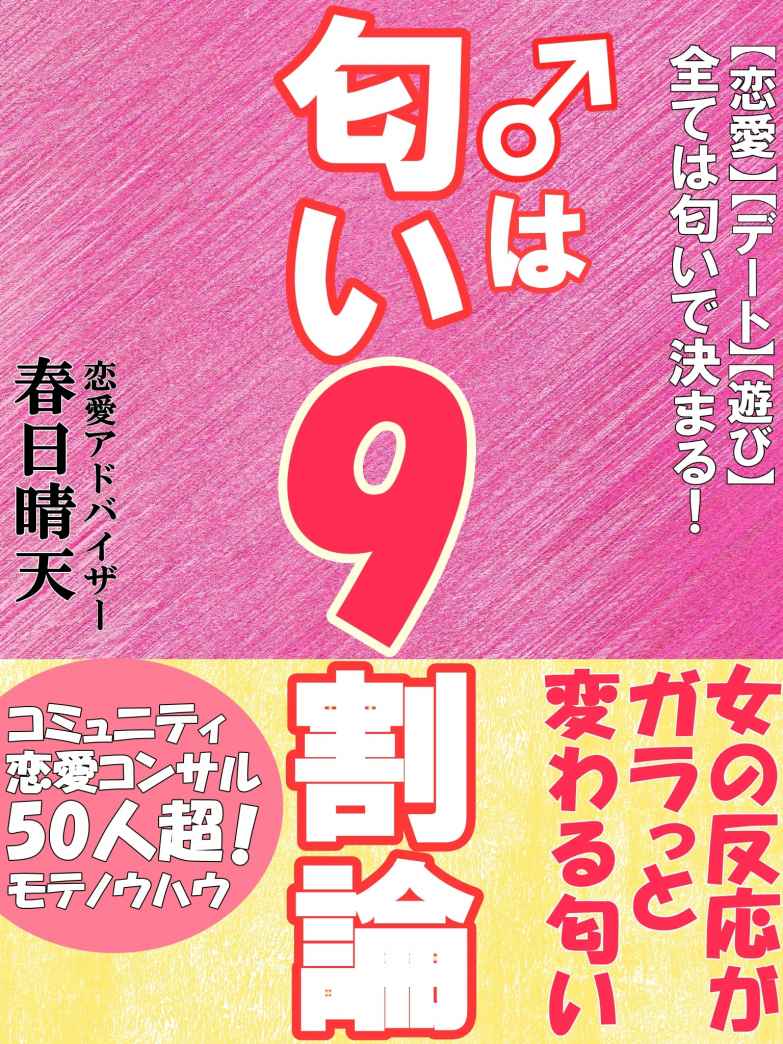 【恋愛】【デート】【遊び】
全ては匂いで決まる!
♂は
匂い9割論
恋愛アドバイザー
春日晴天
女の反応が
ガラっと
変わる匂い
コミュニティ
恋愛コンサル
50人超!
モテノウハウ